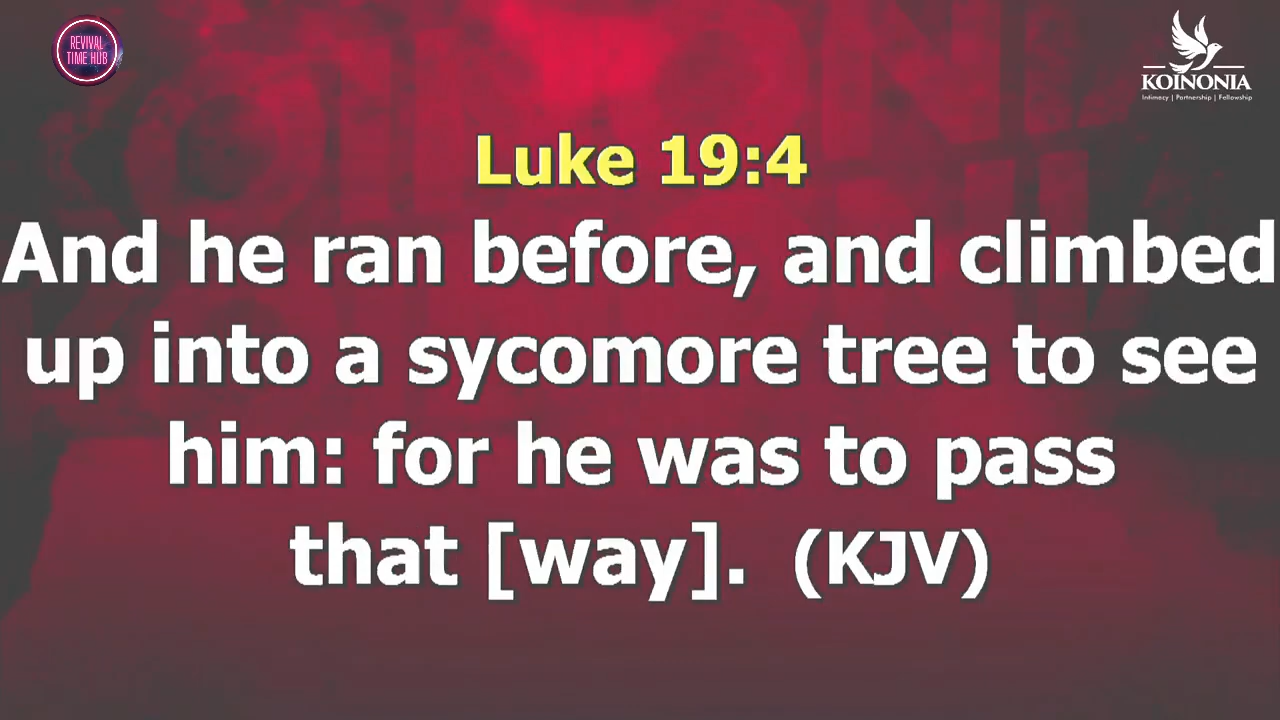 REVIVAL
TIME HUB
KOINONIA
Intimacy | Partnership | Fellowship
Luke 19:4
And he ran before, and climbed
up into a sycomore tree to see
him: for he was to pass
that [way]. (KJV)